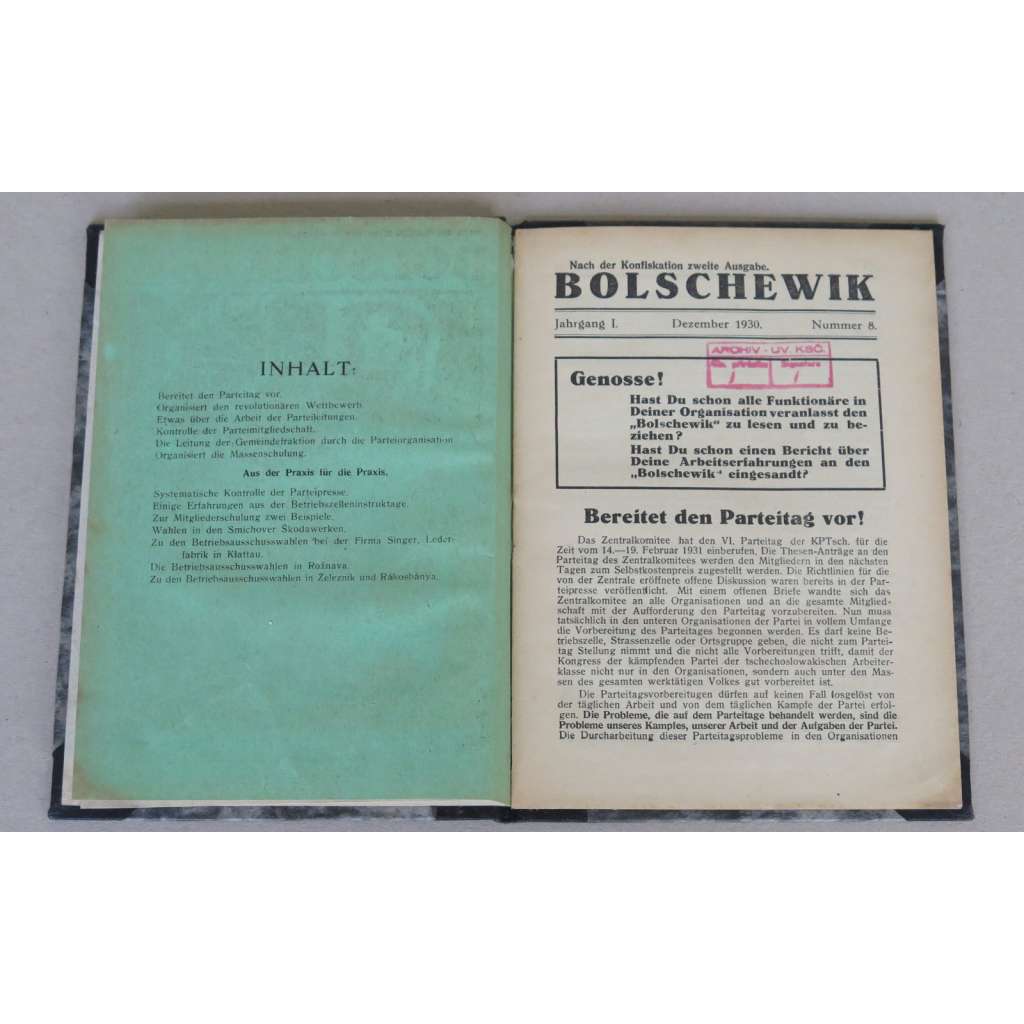 INHALT:
Bereitet den Parteitag vor.
Organisiert den revolutionären Wettbewerb.
Etwas über die Arbeit der Parteileitungen.
Kontrolle der Parteimitgliedschaft.
Die Leitung der Gemeindefraktion durch die Parteiorganisation
Organisiert die Massenschulung.
Aus der Praxis für die Praxis.
Systematische Kontrolle der Parteipresse.
Einige Erfahrungen aus der Betriebszelleninstruktage.
Zur Mitgliederschulung zwei Beispiele.
Wahlen in den Smichover Škodawerken.
Zu den Betriebsausschusswahlen bei der Firma Singer, Leder-
fabrik in Klattau.
Die Betriebsausschusswahlen in Rožnava.
Zu den Betriebsausschusswahlen in Železnik und Rákosbánya.
Nach der Konfiskation zweite Ausgabe.
BOLSCHEWIK
Jahrgang I. Dezember 1930. Nummer 8.
ARCHIV - UV. KSČ.
Signatura
Genosse!
Hast Du schon alle Funktionäre in
Deiner Organisation veranlasst den
„Bolschewik“ zu lesen und zu be-
ziehen?
Hast Du schon einen Bericht über
Deine Arbeitserfahrungen an den
„Bolschewik“ eingesandt?
Bereitet den Parteitag vor!
Das Zentralkomitee hat den VI. Parteitag der KPTsch. für die
Zeit vom 14.—19. Februar 1931 einberufen. Die Thesen-Anträge an den
Parteitag des Zentralkomitees werden den Mitgliedern in den nächsten
Tagen zum Selbstkostenpreis zugestellt werden. Die Richtlinien für die
von der Zentrale eröffnete offene Diskussion waren bereits in der Par-
teipresse veröffentlicht. Mit einem offenen Briefe wandte sich das
Zentralkomitee an alle Organisationen und an die gesamte Mitglied-
schaft mit der Aufforderung den Parteitag vorzubereiten. Nun muss
tatsächlich in den unteren Organisationen der Partei in vollem Umfange
die Vorbereitung des Parteitages begonnen werden. Es darf keine Be-
triebszelle, Strassenzelle oder Ortsgruppe geben, die nicht zum Partei-
tag Stellung nimmt und die nicht alle Vorbereitungen trifft, damit der
Kongress der kämpfenden Partei der tschechoslowakischen Arbeiter-
klasse nicht nur in den Organisationen, sondern auch unter den Mas-
sen des gesamten werktätigen Volkes gut vorbereitet ist.
Die Parteitagsvorbereitugen dürfen auf keinen Fall losgelöst von
der täglichen Arbeit und von dem täglichen Kampfe der Partei erfol-
gen. Die Probleme, die auf dem Parteitage behandelt werden, sind die
Probleme unseres Kampfes, unserer Arbeit und der Aufgaben der Partei.
Die Durcharbeitung dieser Parteitagsprobleme in den Organisationen